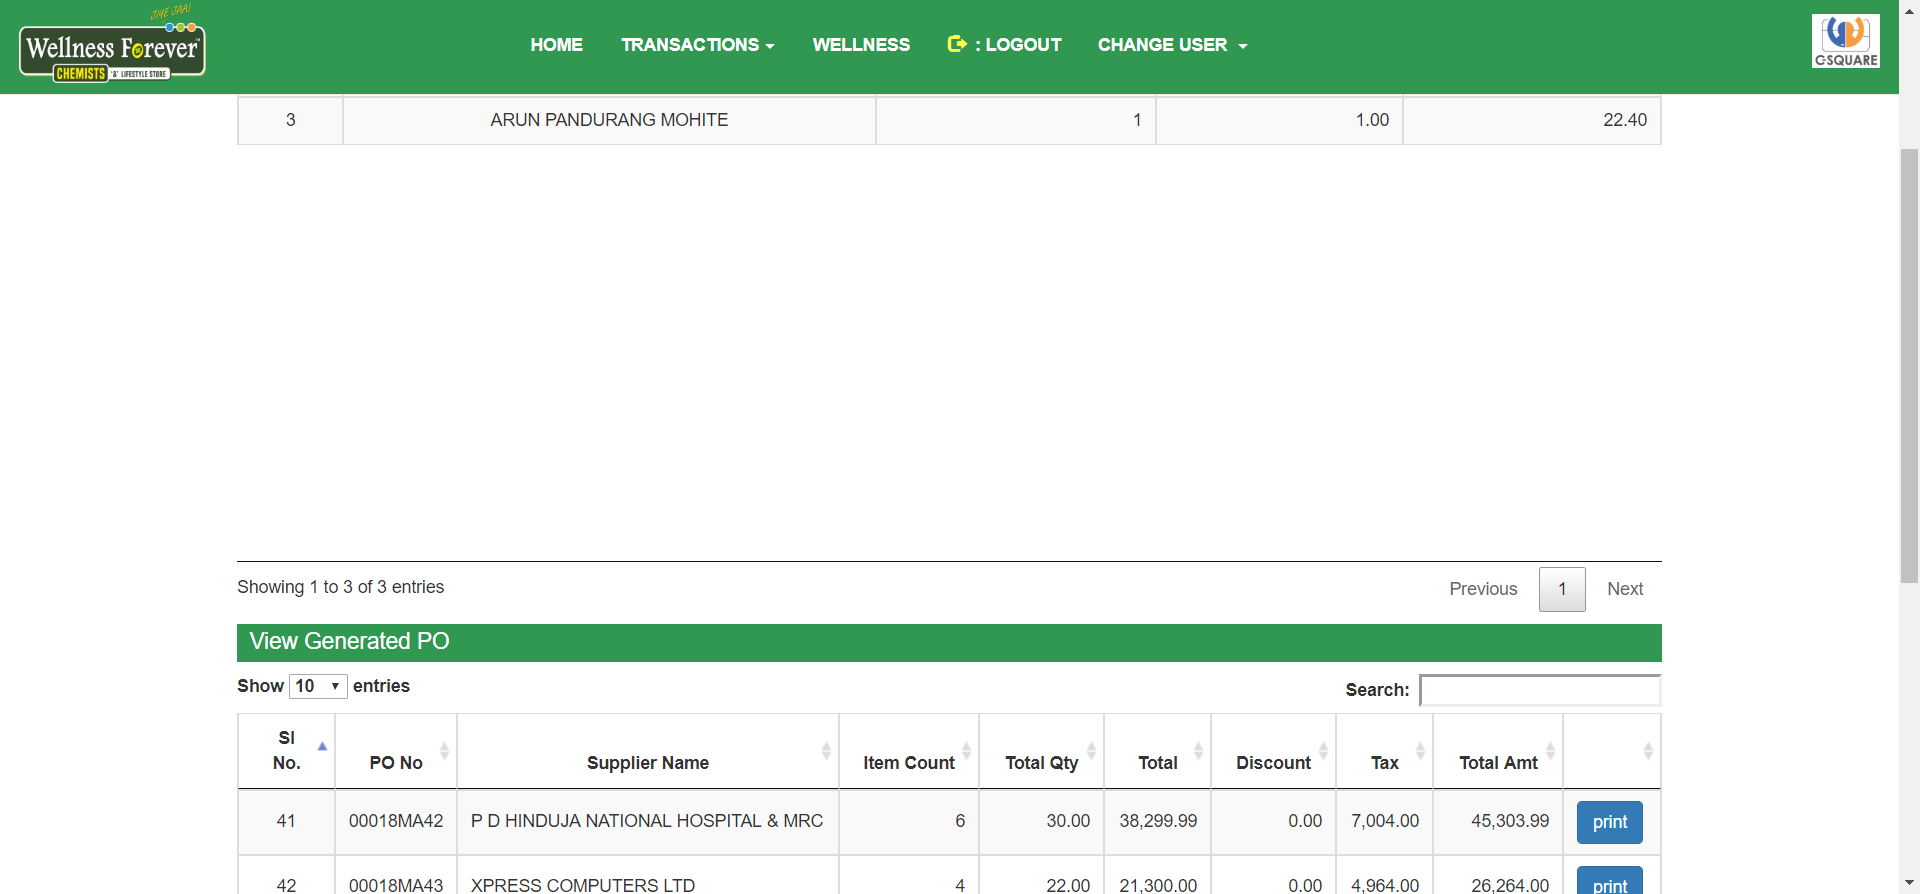 JIYE JAA!
Wellness Forever
CHEMISTS '&' LIFESTYLE STORE
HOME TRANSACTIONS WELLNESS : LOGOUT CHANGE USER
C-SQUARE
3 ARUN PANDURANG MOHITE 1 1.00 22.40
Showing 1 to 3 of 3 entries
Previous 1 Next
View Generated PO
Show 10 entries
Search:
Sl No. PO No Supplier Name Item Count Total Qty Total Discount Tax Total Amt
41 00018MA42 P D HINDUJA NATIONAL HOSPITAL & MRC 6 30.00 38,299.99 0.00 7,004.00 45,303.99 print
42 00018MA43 XPRESS COMPUTERS LTD 4 22.00 21,300.00 0.00 4,964.00 26,264.00 print